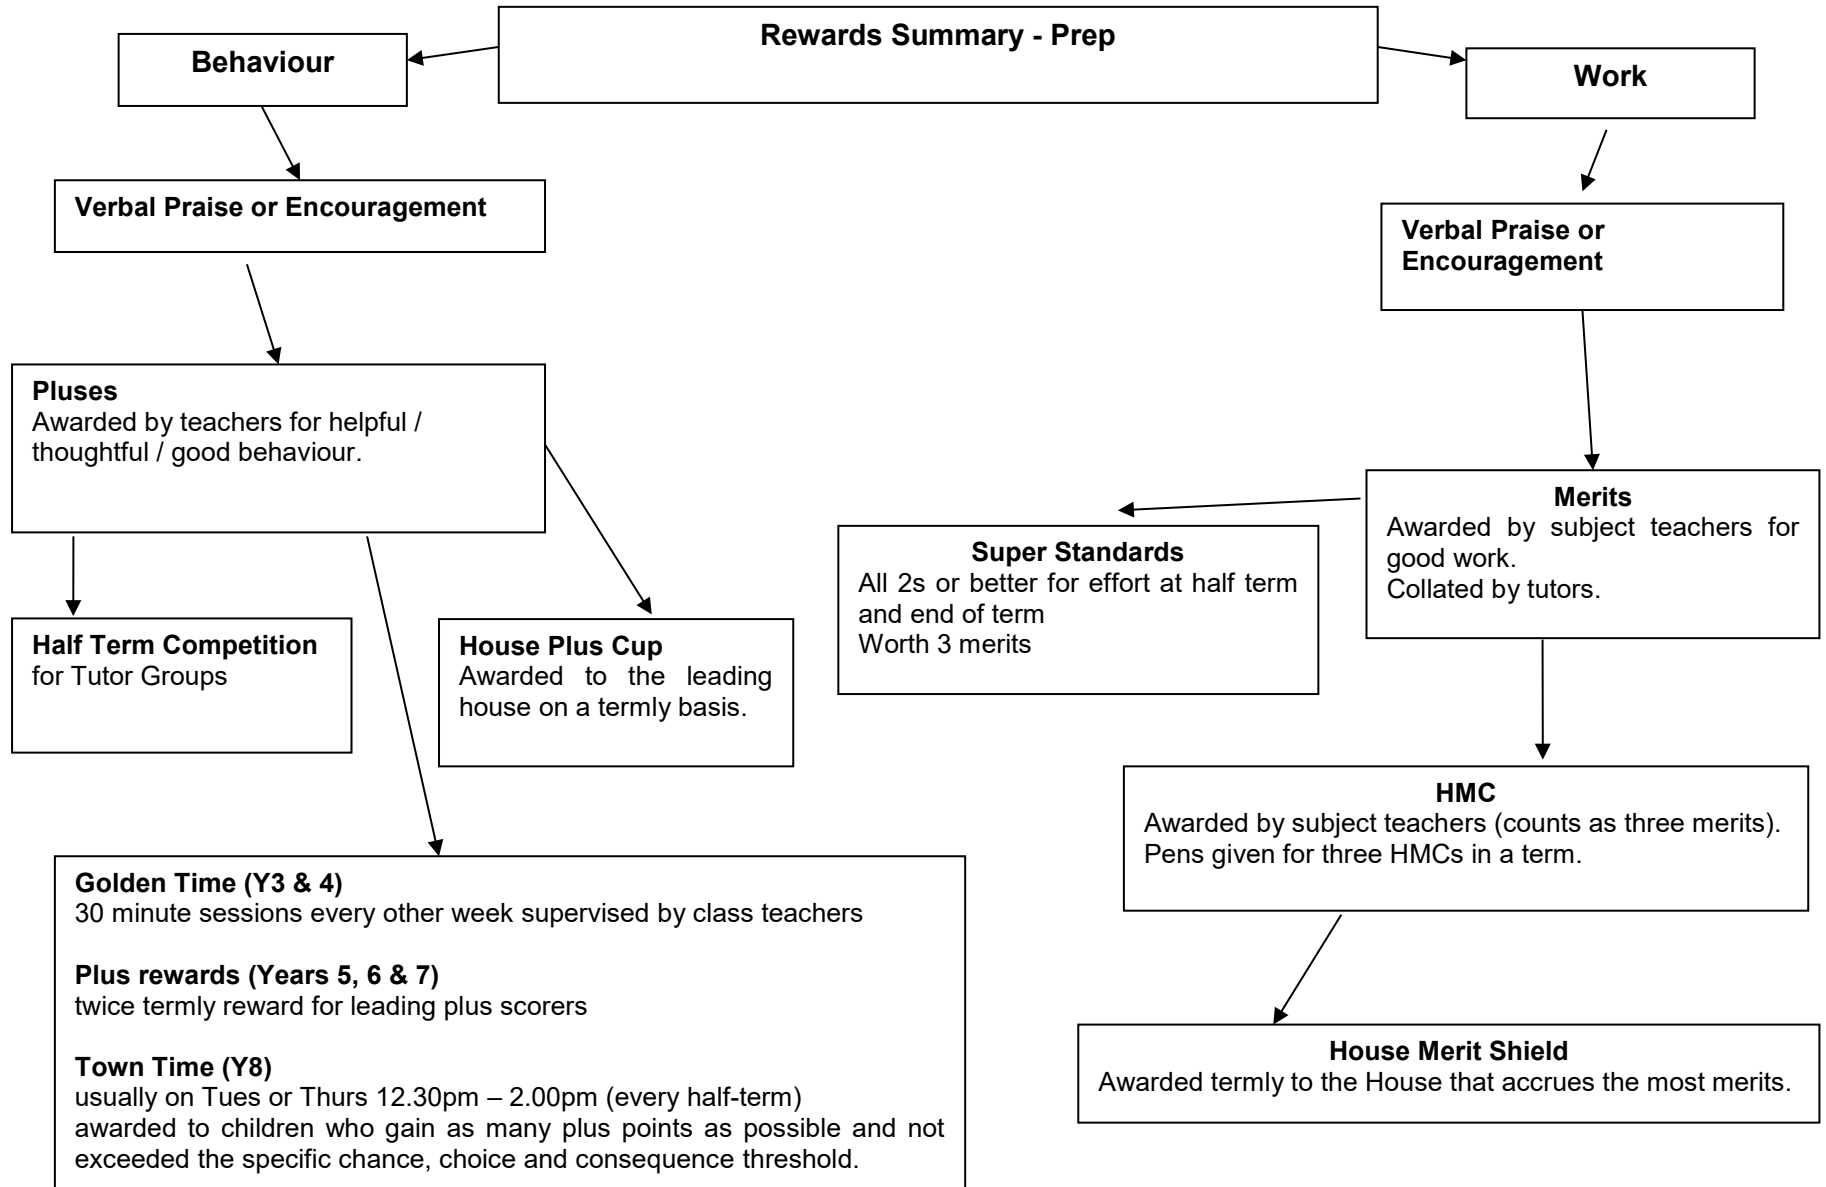 Rewards Summary - Prep
Behaviour
Work
Verbal Praise or Encouragement
Verbal Praise or
Encouragement
Pluses
Awarded by teachers for helpful /
thoughtful / good behaviour.
Merits
Awarded by subject teachers for
good work.
Collated by tutors.
Super Standards
All 2s or better for effort at half term
and end of term
Worth 3 merits
Half Term Competition
for Tutor Groups
House Plus Cup
Awarded to the leading
house on a termly basis.
HMC
Awarded by subject teachers (counts as three merits).
Pens given for three HMCs in a term.
Golden Time (Y3 & 4)
30 minute sessions every other week supervised by class teachers
Plus rewards (Years 5, 6 & 7)
twice termly reward for leading plus scorers
Town Time (Y8)
usually on Tues or Thurs 12.30pm – 2.00pm (every half-term)
awarded to children who gain as many plus points as possible and not
exceeded the specific chance, choice and consequence threshold.
House Merit Shield
Awarded termly to the House that accrues the most merits.